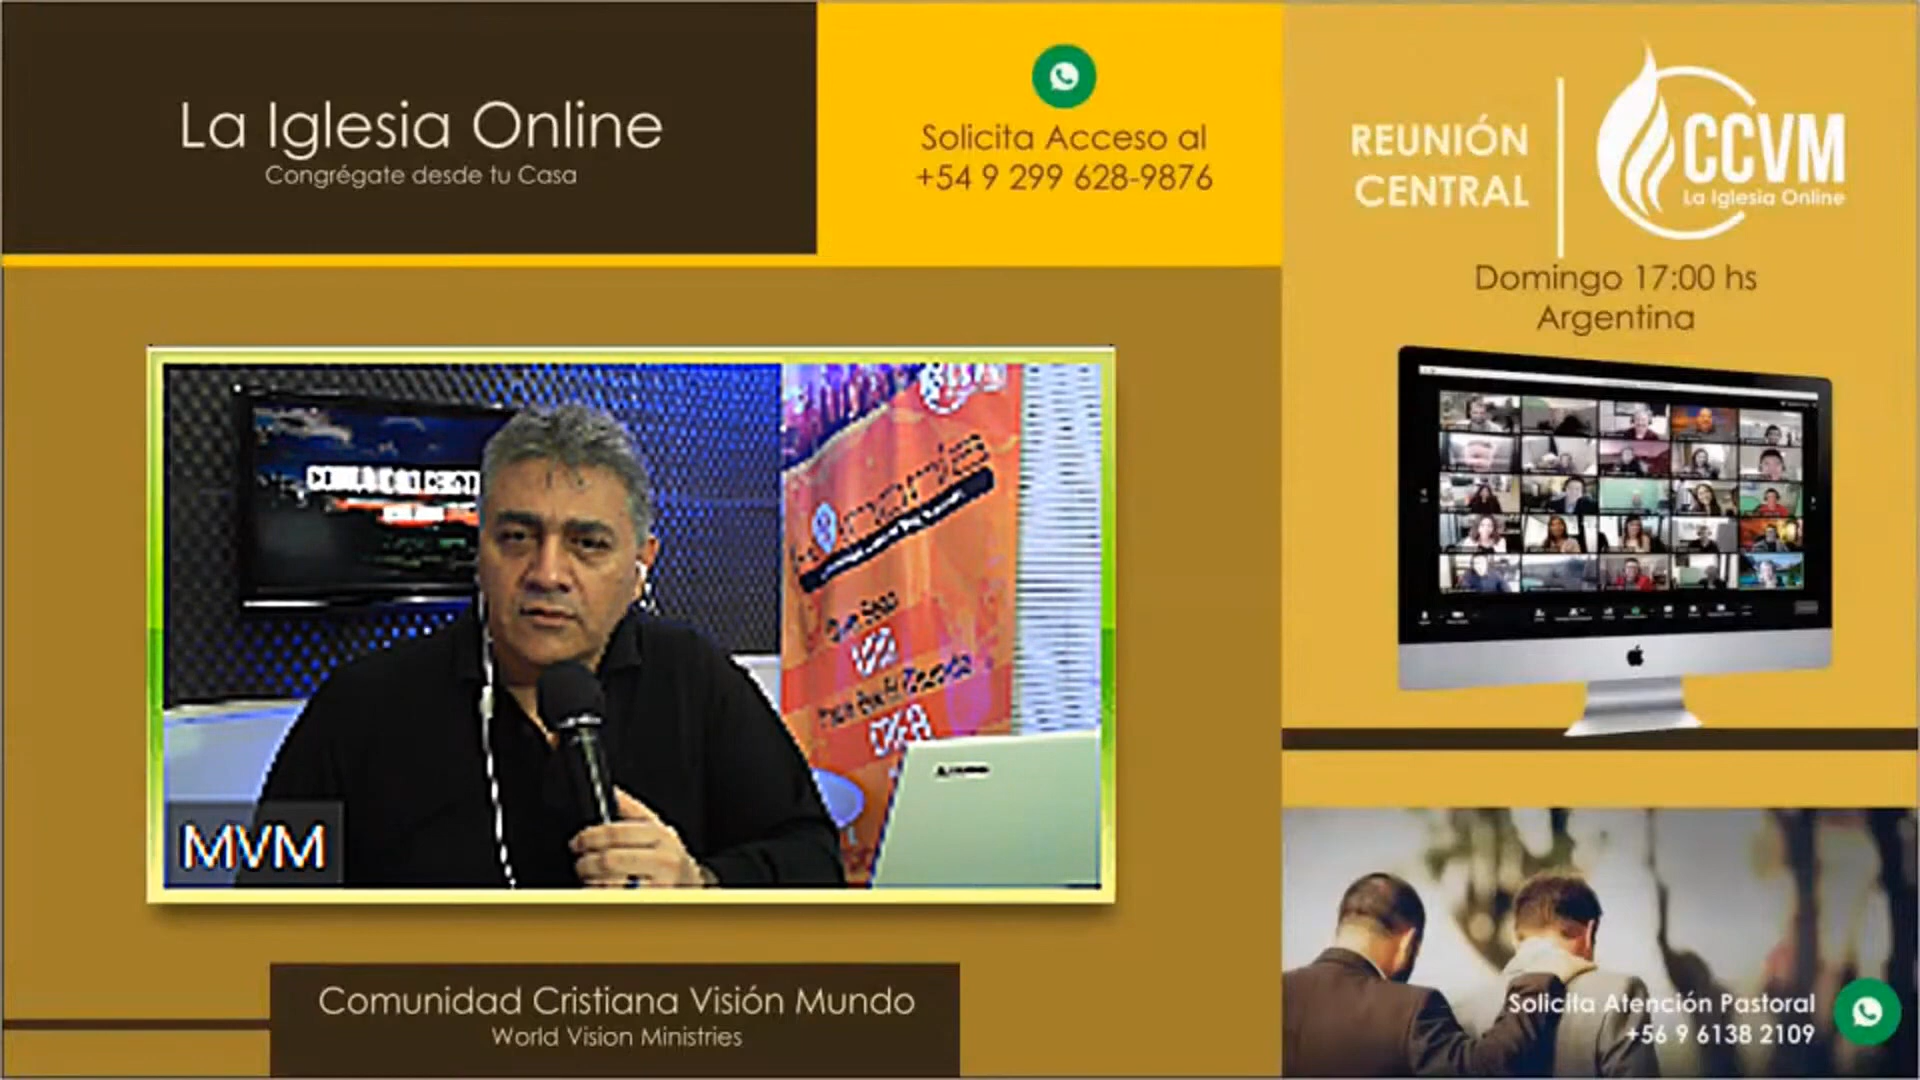 La Iglesia Online
Congrégate desde tu Casa
Solicita Acceso al
+54 9 299 628-9876
REUNIÓN
CENTRAL
CCVM
La Iglesia Online
Domingo 17:00 hs
Argentina
MVM
Comunidad Cristiana Visión Mundo
World Vision Ministries
Solicita Atención Pastoral
+56 9 6138 2109